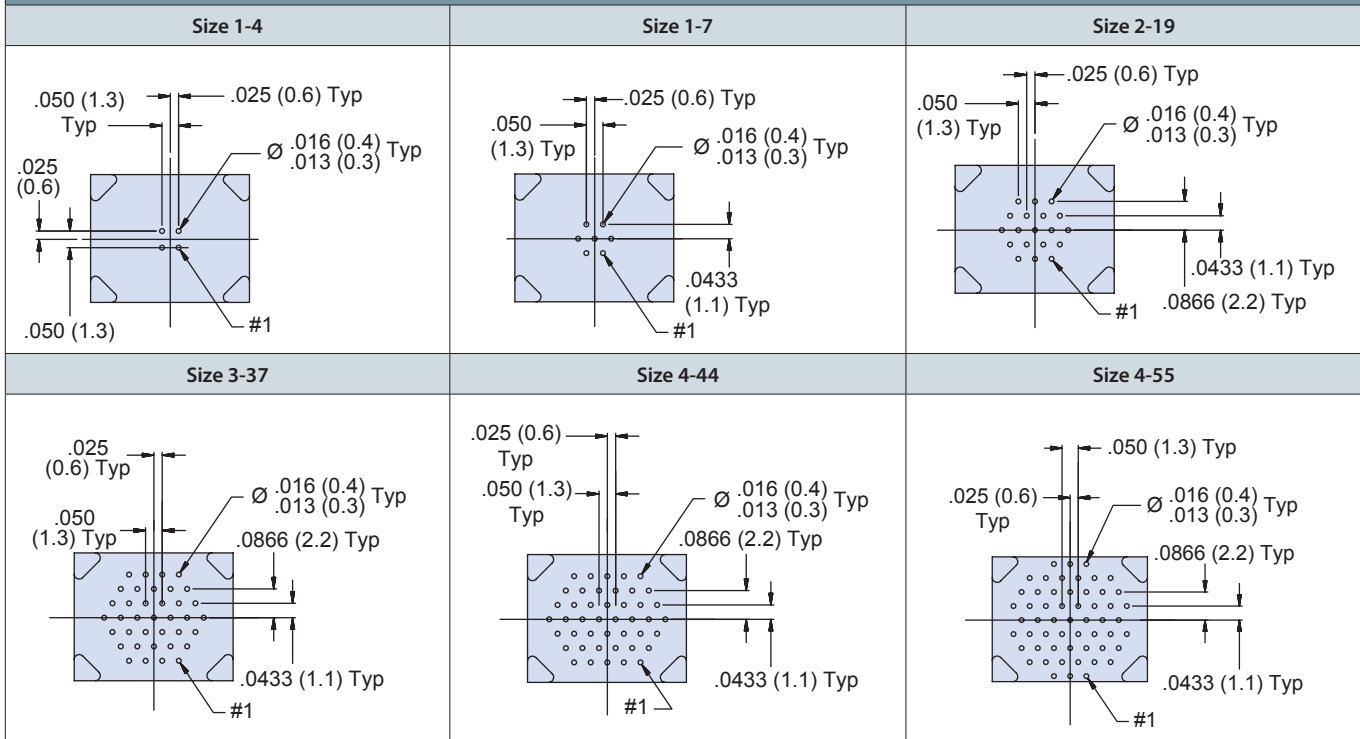 Size 1-4
Size 1-7
Size 2-19
.050 (1.3)
Typ
.025 (0.6) Typ
Ø .016 (0.4) Typ
.013 (0.3)
.025
(0.6)
.050 (1.3)
#1
.025 (0.6) Typ
.050
(1.3) Typ
Ø .016 (0.4) Typ
.013 (0.3)
.0433
(1.1) Typ
#1
.025 (0.6) Typ
.050
(1.3) Typ
Ø .016 (0.4) Typ
.013 (0.3)
.0433 (1.1) Typ
.0866 (2.2) Typ
#1
Size 3-37
Size 4-44
Size 4-55
.025
(0.6) Typ
Ø .016 (0.4) Typ
.013 (0.3)
.050
(1.3) Typ
.0866 (2.2) Typ
.0433 (1.1) Typ
#1
.025 (0.6)
Typ
.050 (1.3)
Typ
Ø .016 (0.4) Typ
.013 (0.3)
.0866 (2.2) Typ
.0433 (1.1) Typ
#1
.050 (1.3) Typ
.025 (0.6)
Typ
Ø .016 (0.4) Typ
.013 (0.3)
.0866 (2.2) Typ
.0433 (1.1) Typ
#1